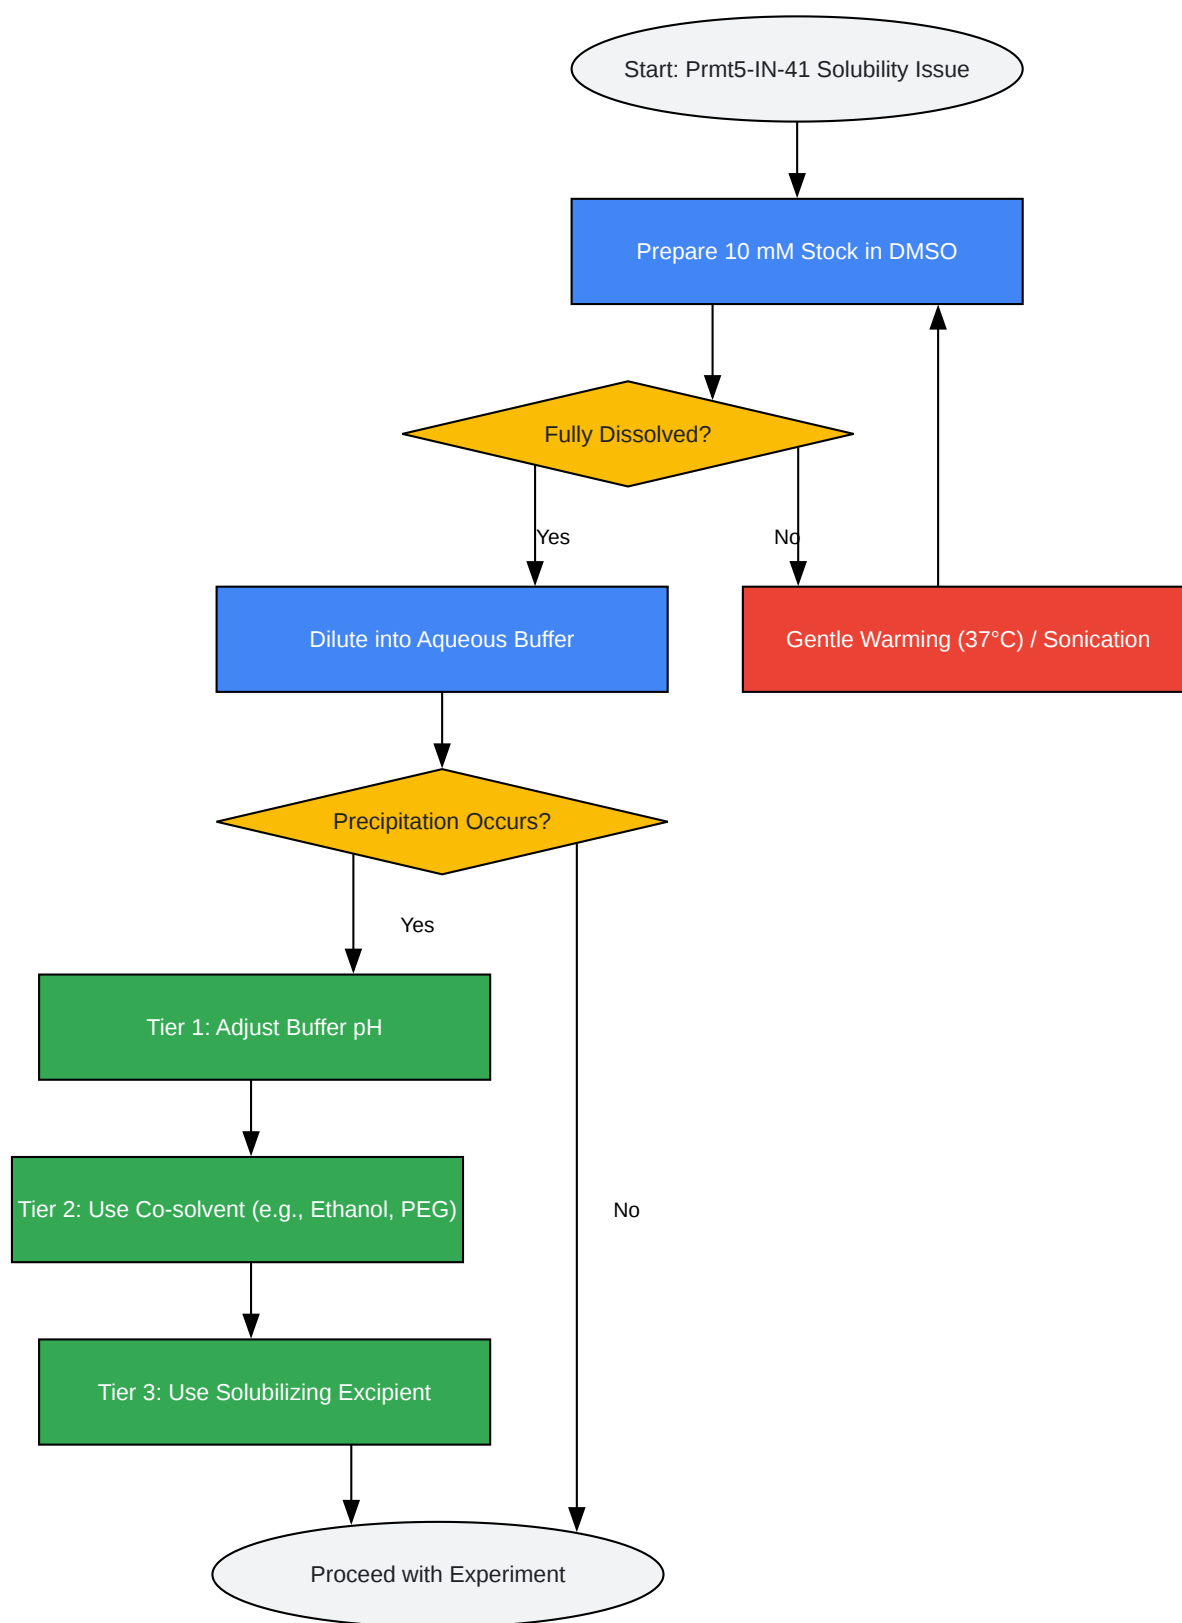 Start: Prmt5-IN-41 Solubility Issue
Prepare 10 mM Stock in DMSO
Fully Dissolved?
Yes
No
Dilute into Aqueous Buffer
Gentle Warming (37°C) / Sonication
Precipitation Occurs?
Yes
Tier 1: Adjust Buffer pH
Tier 2: Use Co-solvent (e.g., Ethanol, PEG)
No
Tier 3: Use Solubilizing Excipient
Proceed with Experiment